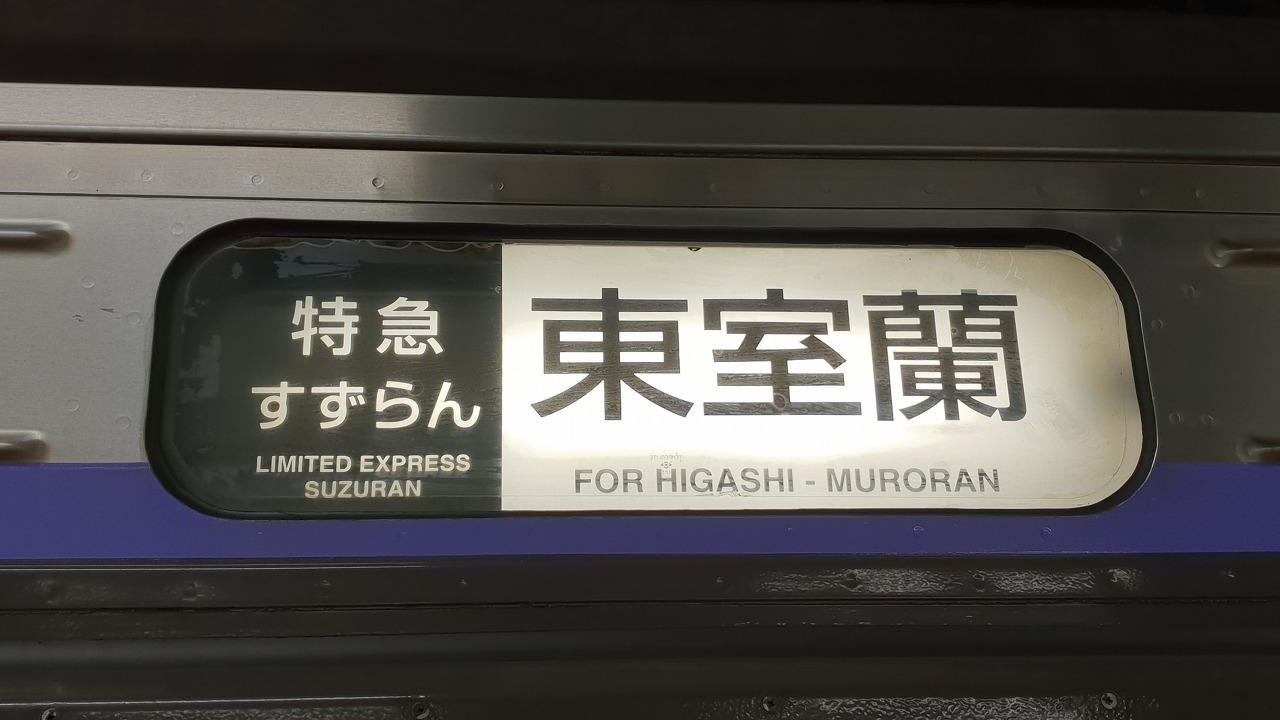 特急
すずらん
LIMITED EXPRESS
SUZURAN
東室蘭
FOR HIGASHI - MURORAN